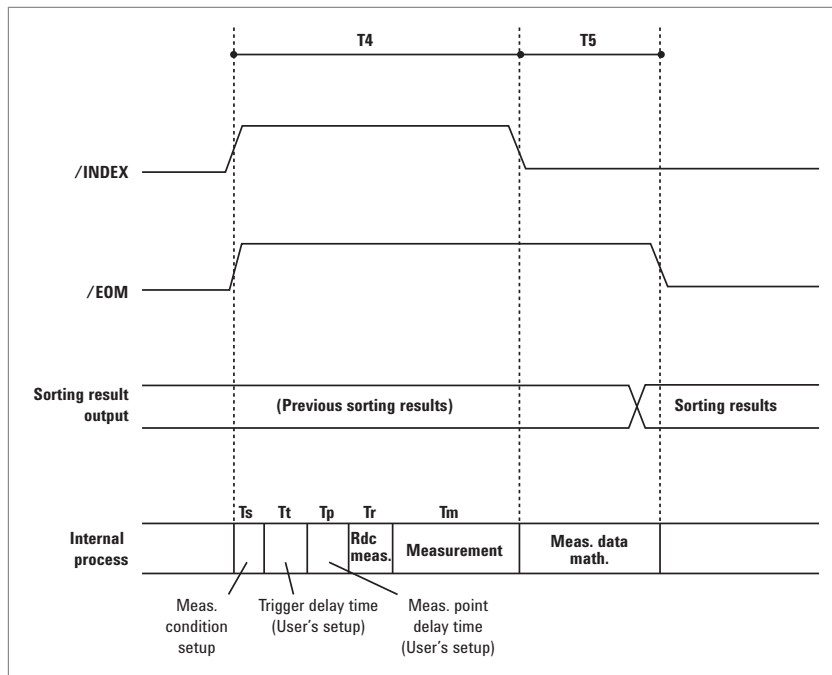 T4 T5
/INDEX
/EOM
Sorting result
output
(Previous sorting results) Sorting results
Ts Tt Tp Tr Tm
Internal
process
Rdc
meas.
Measurement
Meas. data
math.
Meas.
condition
setup
Trigger delay time
(User's setup)
Meas. point
delay time
(User's setup)